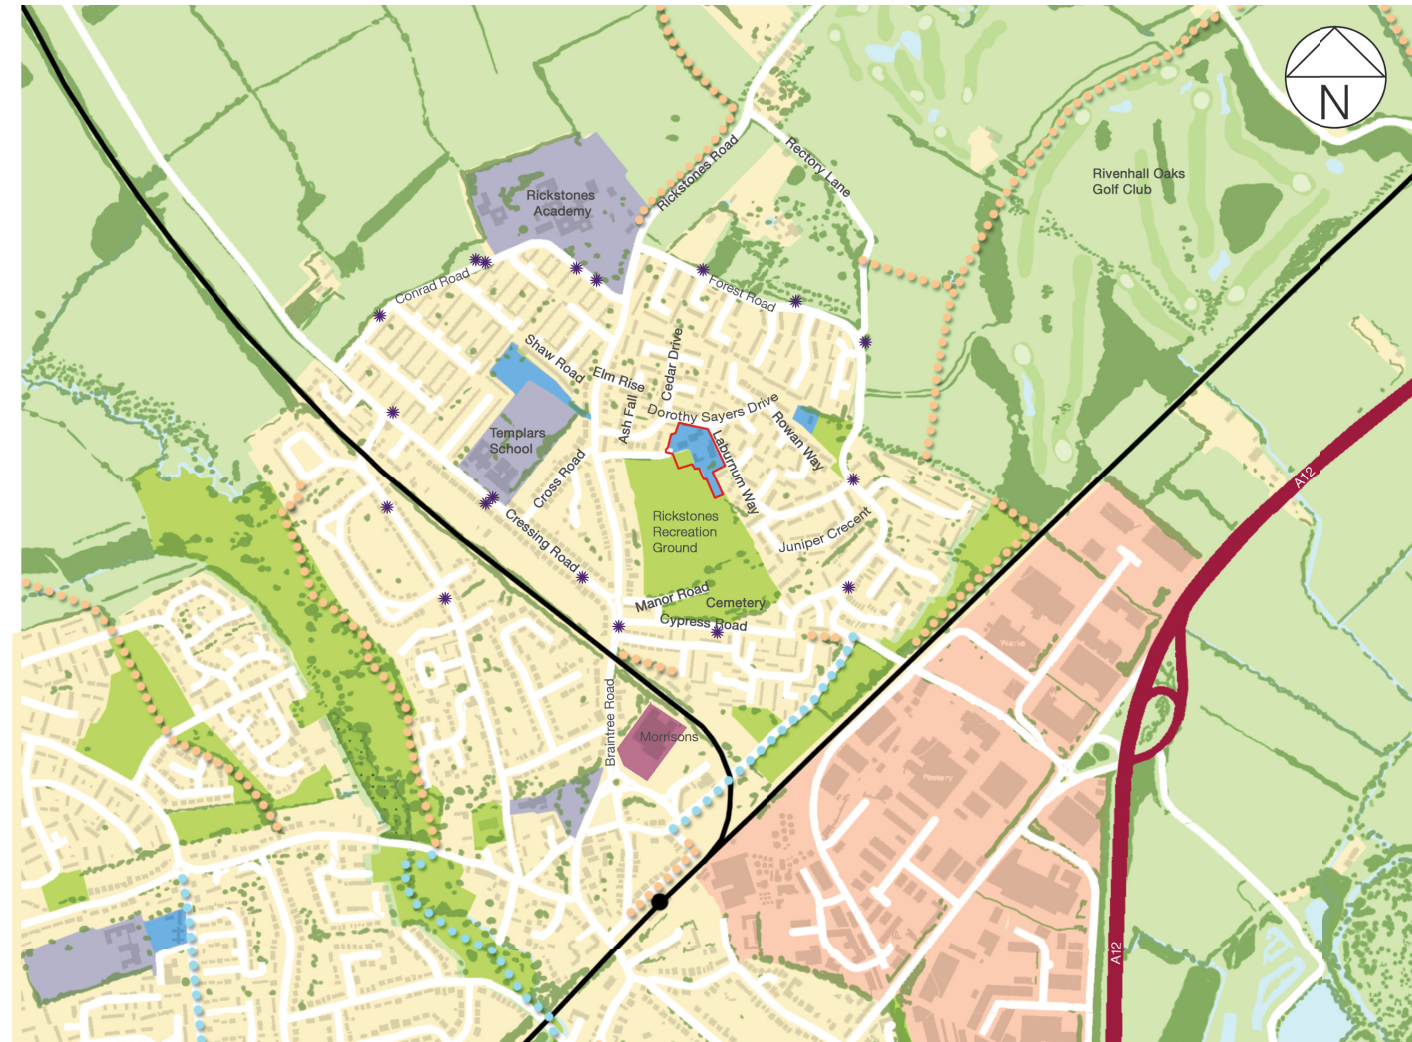 N
Rickstones Road
Rectory Lane
Rivenhall Oaks
Golf Club
Rickstones
Academy
Conrad Road
Forest Road
Shaw Road
Elm Rise
Cedar Drive
Ash Fall
Dorothy Sayers Drive
Rowan Way
Laburnum Way
Templars
School
Cross Road
Cressing Road
A12
Rickstones
Recreation
Ground
Juniper Crecent
Manor Road
Cemetery
Cypress Road
Braintree Road
Morrisons
A12